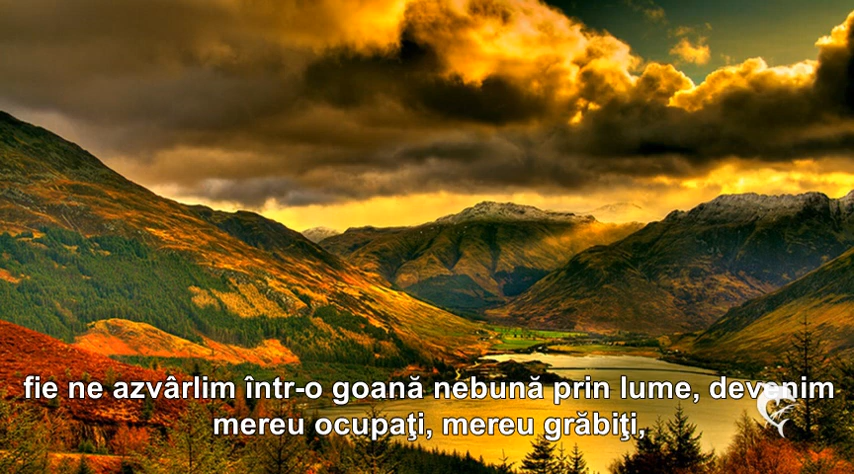 fie ne azvârlim într-o goană nebună prin lume, devenim
mereu ocupaţi, mereu grăbiţi,